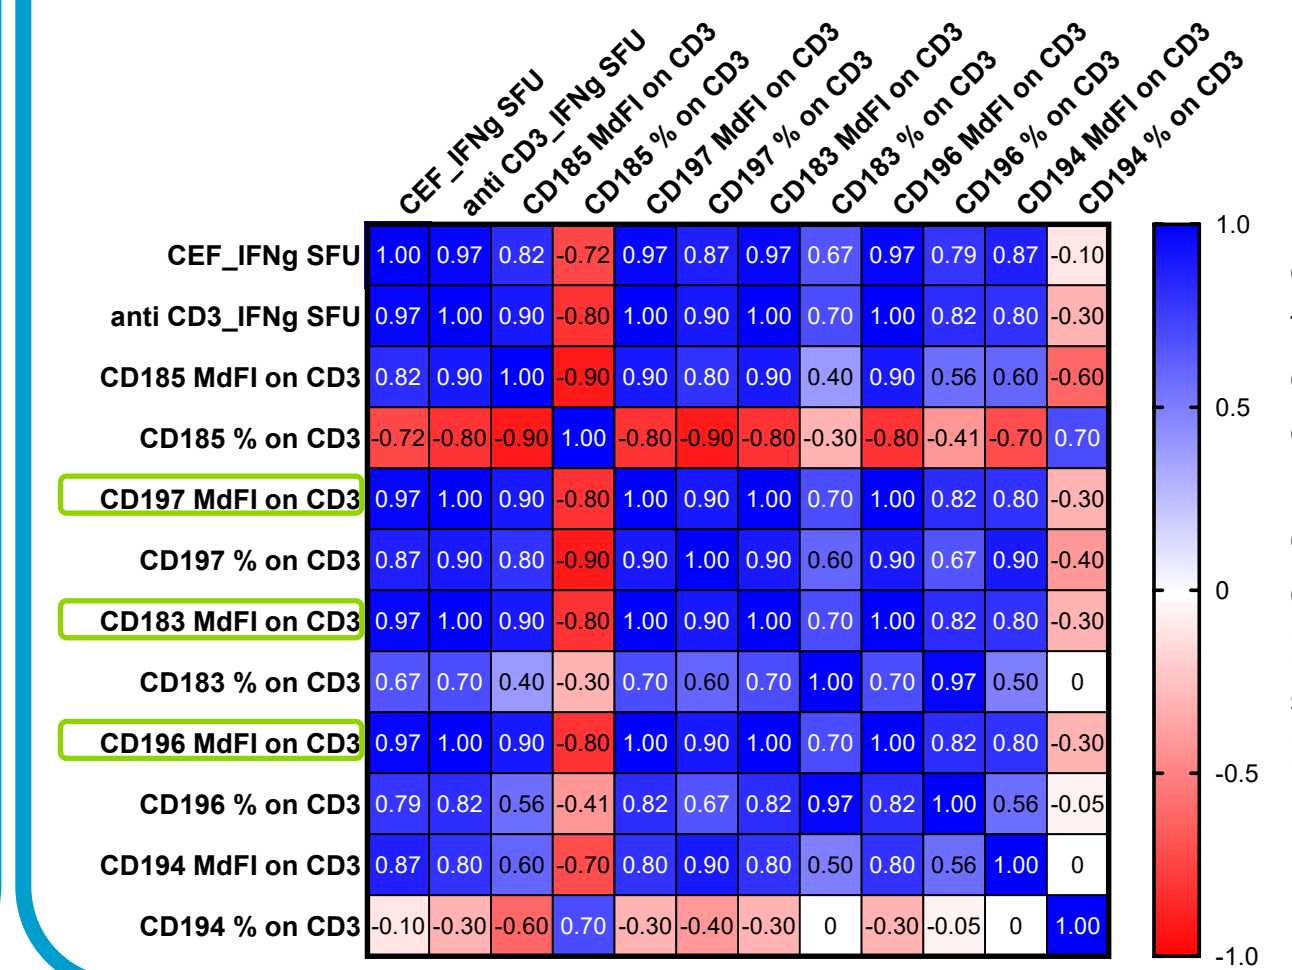 CEF_IFNg SFU
anti CD3_IFNg SFU
CD185 MdFI on CD3
CD185 % on CD3
CD197 MdFI on CD3
CD197 % on CD3
CD183 MdFI on CD3
CD183 % on CD3
CD196 MdFI on CD3
CD196 % on CD3
CD194 MdFI on CD3
CD194 % on CD3
CEF_IFNg SFU 1.00 0.97 0.82 -0.72 0.97 0.87 0.97 0.67 0.97 0.79 0.87 -0.10
anti CD3_IFNg SFU 0.97 1.00 0.90 -0.80 1.00 0.90 1.00 0.70 1.00 0.82 0.80 -0.30
CD185 MdFI on CD3 0.82 0.90 1.00 -0.90 0.90 0.80 0.90 0.40 0.90 0.56 0.60 -0.60
CD185 % on CD3 -0.72 -0.80 -0.90 1.00 -0.80 -0.90 -0.80 -0.30 -0.80 -0.41 -0.70 0.70
CD197 MdFI on CD3 0.97 1.00 0.90 -0.80 1.00 0.90 1.00 0.70 1.00 0.82 0.80 -0.30
CD197 % on CD3 0.87 0.90 0.80 -0.90 0.90 1.00 0.90 0.60 0.90 0.67 0.90 -0.40
CD183 MdFI on CD3 0.97 1.00 0.90 -0.80 1.00 0.90 1.00 0.70 1.00 0.82 0.80 -0.30
CD183 % on CD3 0.67 0.70 0.40 -0.30 0.70 0.60 0.70 1.00 0.70 0.97 0.50 0
CD196 MdFI on CD3 0.97 1.00 0.90 -0.80 1.00 0.90 1.00 0.70 1.00 0.82 0.80 -0.30
CD196 % on CD3 0.79 0.82 0.56 -0.41 0.82 0.67 0.82 0.97 0.82 1.00 0.56 -0.05
CD194 MdFI on CD3 0.87 0.80 0.60 -0.70 0.80 0.90 0.80 0.50 0.80 0.56 1.00 0
CD194 % on CD3 -0.10 -0.30 -0.60 0.70 -0.30 -0.40 -0.30 0 -0.30 -0.05 0 1.00
1.0
0.5
0
-0.5
-1.0